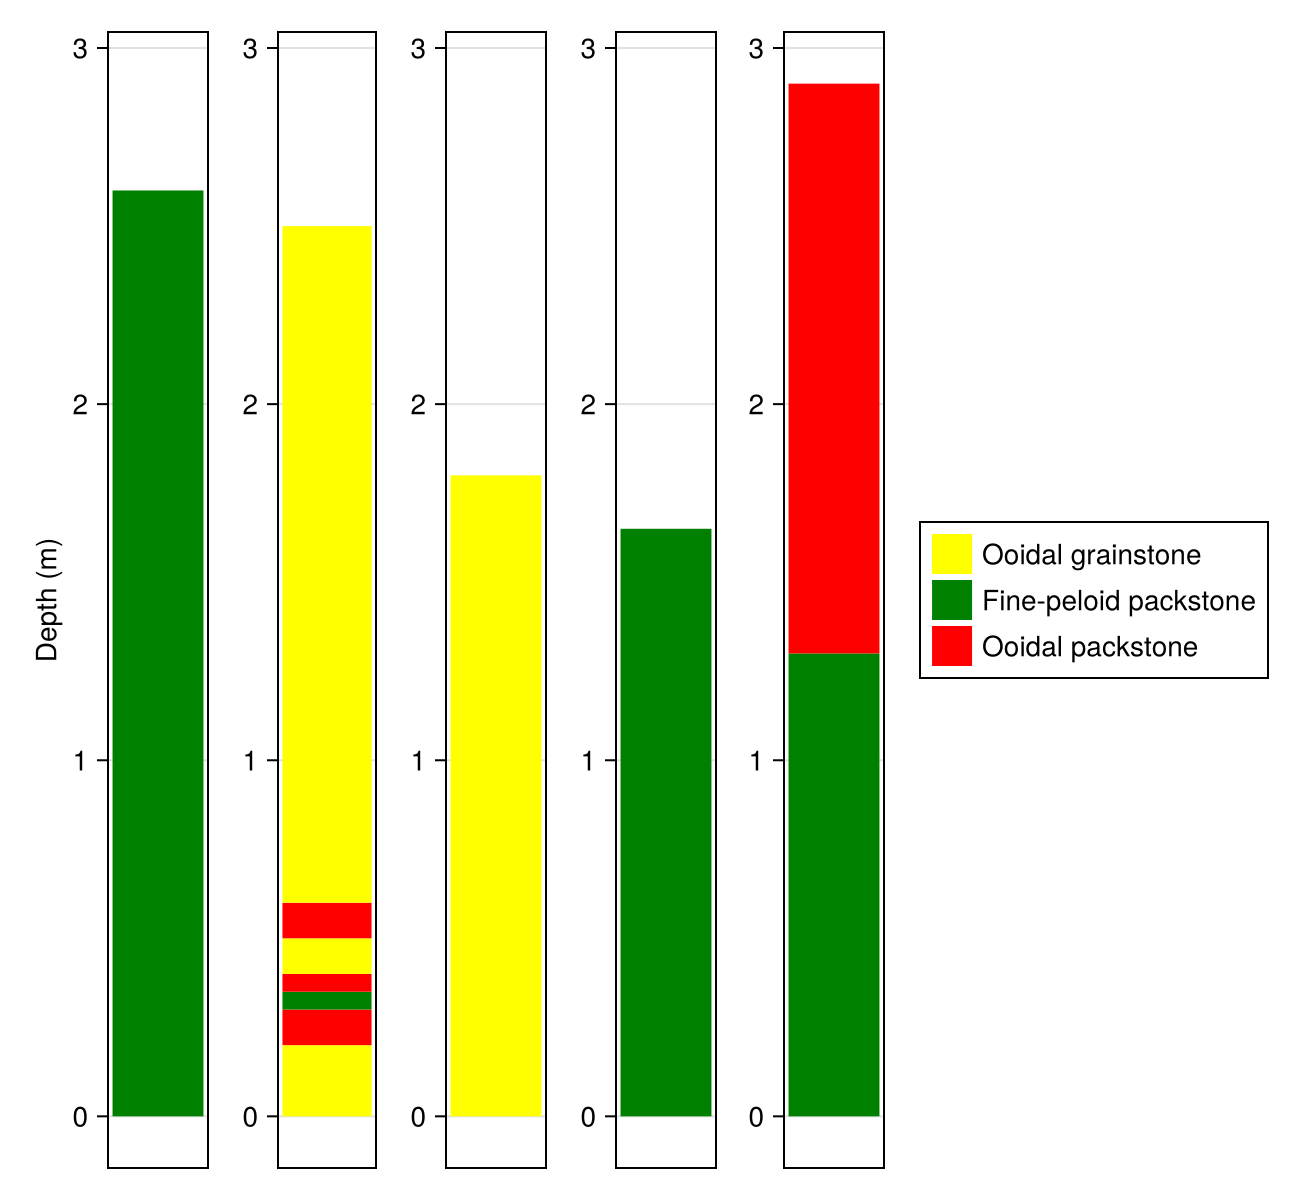 3 3 3 3 3
2 2 2 2 2
Depth (m)
Ooidal grainstone
Fine-peloid packstone
Ooidal packstone
1 1 1 1 1
0 0 0 0 0